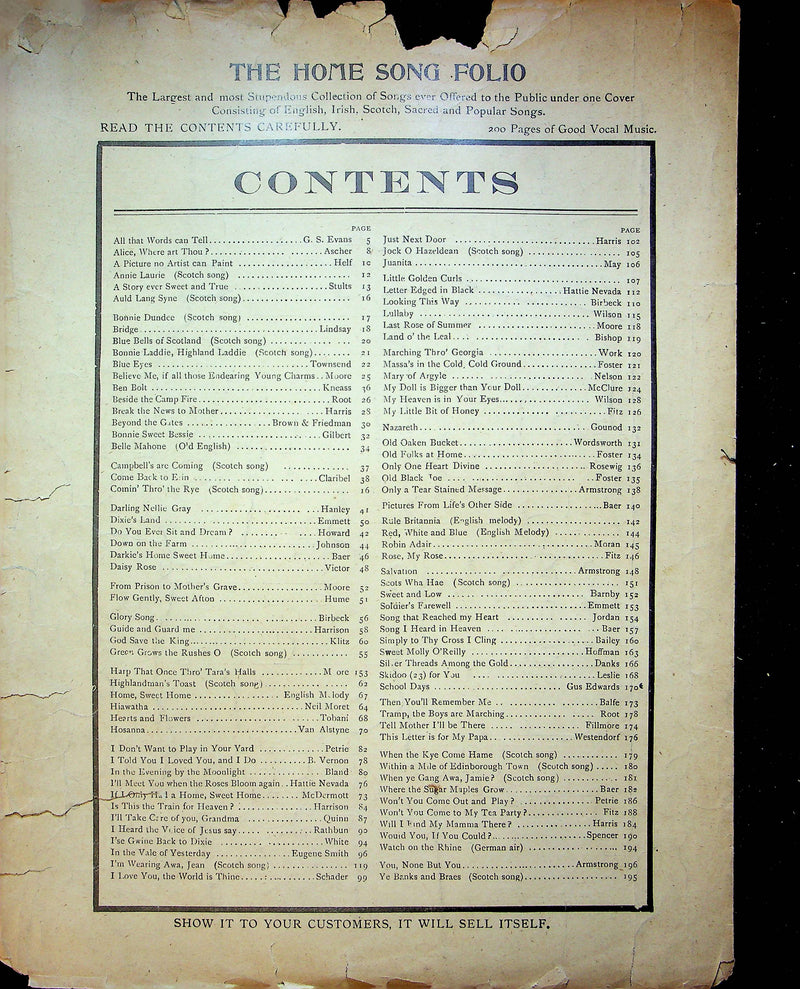 THE HOME SONG FOLIO
The Largest and most Stupendous Collection of Songs ever Offered to the Public under one Cover
Consisting of English, Irish, Scotch, Sacred and Popular Songs.
READ THE CONTENTS CAREFULLY. 200 Pages of Good Vocal Music.
CONTENTS
PAGE
All that Words can Tell....................G. S. Evans 5
Alice, Where art Thou?....................Ascher 8
A Picture no Artist can Paint....................Helf 10
Annie Laurie (Scotch song)....................12
A Story ever Sweet and True....................Stults 13
Auld Lang Syne (Scotch song)....................16
Bonnie Dundee (Scotch song)....................17
Bridge....................Lindsay 18
Blue Bells of Scotland (Scotch song)....................20
Bonnie Laddie, Highland Laddie (Scotch song)........21
Blue Eyes....................Townsend 22
Believe Me, if all those Endearing Young Charms..Moore 25
Ben Bolt....................Kneass 36
Beside the Camp Fire....................Root 26
Break the News to Mother....................Harris 28
Beyond the Gates....................Brown & Friedman 30
Bonnie Sweet Bessie....................Gilbert 32
Belle Mahone (O'd English)....................34
Campbell's are Coming (Scotch song)....................37
Come Back to Erin....................Claribel 38
Comin' Thro' the Rye (Scotch song)....................16
Darling Nellie Gray....................Hanley 41
Dixie's Land....................Emmett 50
Do You Ever Sit and Dream?....................Howard 42
Down on the Farm....................Johnson 44
Darkie's Home Sweet Home....................Baer 46
Daisy Rose....................Victor 48
From Prison to Mother's Grave....................Moore 52
Flow Gently, Sweet Afton....................Hume 51
Glory Song....................Birbeck 56
Guide and Guard me....................Harrison 58
God Save the King....................Klitz 60
Green Grows the Rushes O (Scotch song)....................55
Harp That Once Thro' Tara's Halls....................M ore 153
Highlandman's Toast (Scotch song)....................62
Home, Sweet Home....................English M lody 67
Hiawatha....................Neil Moret 64
Hearts and Flowers....................Tobani 68
Hosanna....................Van Alstyne 70
I Don't Want to Play in Your Yard....................Petrie 82
I Told You I Loved You, and I Do....................B. Vernon 78
In the Evening by the Moonlight....................Bland 80
I'll Meet You when the Roses Bloom again..Hattie Nevada 76
If I Only H. I a Home, Sweet Home....................McDermott 73
Is This the Train for Heaven?....................Harrison 84
I'll Take Care of you, Grandma....................Quinn 87
I Heard the Voice of Jesus say....................Rathbun 90
I'se Gwine Back to Dixie....................White 94
In the Vale of Yesterday....................Eugene Smith 96
I'm Wearing Awa, Jean (Scotch song)....................119
I Love You, the World is Thine....................Schader 99
PAGE
Just Next Door....................Harris 102
Jock O Hazeldean (Scotch song)....................105
Juanita....................May 106
Little Golden Curls....................107
Letter Edged in Black....................Hattie Nevada 112
Looking This Way....................Birbeck 110
Lullaby....................Wilson 115
Last Rose of Summer....................Moore 118
Land o' the Leal....................Bishop 119
Marching Thro' Georgia....................Work 120
Massa's in the Cold, Cold Ground....................Foster 121
Mary of Argyle....................Nelson 122
My Doll is Bigger than Your Doll....................McClure 124
My Heaven is in Your Eyes....................Wilson 128
My Little Bit of Honey....................Fitz 126
Nazareth....................Gounod 132
Old Oaken Bucket....................Wordsworth 131
Old Folks at Home....................Foster 134
Only One Heart Divine....................Rosewig 136
Old Black Joe....................Foster 135
Only a Tear Stained Message....................Armstrong 138
Pictures From Life's Other Side....................Baer 140
Rule Britannia (English melody)....................142
Red, White and Blue (English Melody)....................144
Robin Adair....................Moran 145
Rose, My Rose....................Fitz 146
Salvation....................Armstrong 148
Scots Wha Hae (Scotch song)....................151
Sweet and Low....................Barnby 152
Soldier's Farewell....................Emmett 153
Song that Reached my Heart....................Jordan 154
Song I Heard in Heaven....................Baer 157
Simply to Thy Cross I Cling....................Bailey 160
Sweet Molly O'Reilly....................Hoffman 163
Silver Threads Among the Gold....................Danks 166
Skidoo (23) for You....................Leslie 168
School Days....................Gus Edwards 170
Then You'll Remember Me....................Balfe 173
Tramp, the Boys are Marching....................Root 178
Tell Mother I'll be There....................Fillmore 174
This Letter is for My Papa....................Westendorf 176
When the Kye Come Hame (Scotch song)....................179
Within a Mile of Edinborough Town (Scotch song).....180
When ye Gang Awa, Jamie? (Scotch song)....................181
Where the Sugar Maples Grow....................Baer 182
Won't You Come Out and Play?....................Petrie 186
Won't You Come to My Tea Party?....................Fitz 188
Will I Find My Mamma There?....................Harris 184
Would You, If You Could?....................Spencer 190
Watch on the Rhine (German air)....................194
You, None But You....................Armstrong 196
Ye Banks and Braes (Scotch song)....................195
SHOW IT TO YOUR CUSTOMERS, IT WILL SELL ITSELF.